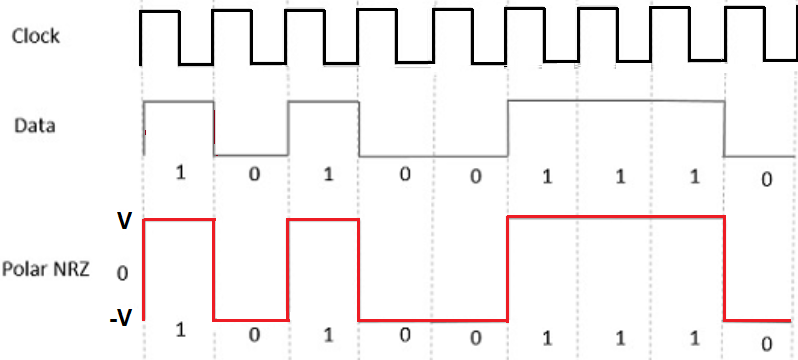 Clock
Data
1 0 1 0 0 1 1 1 0
V
Polar NRZ 0
-V
1 0 1 0 0 1 1 1 0